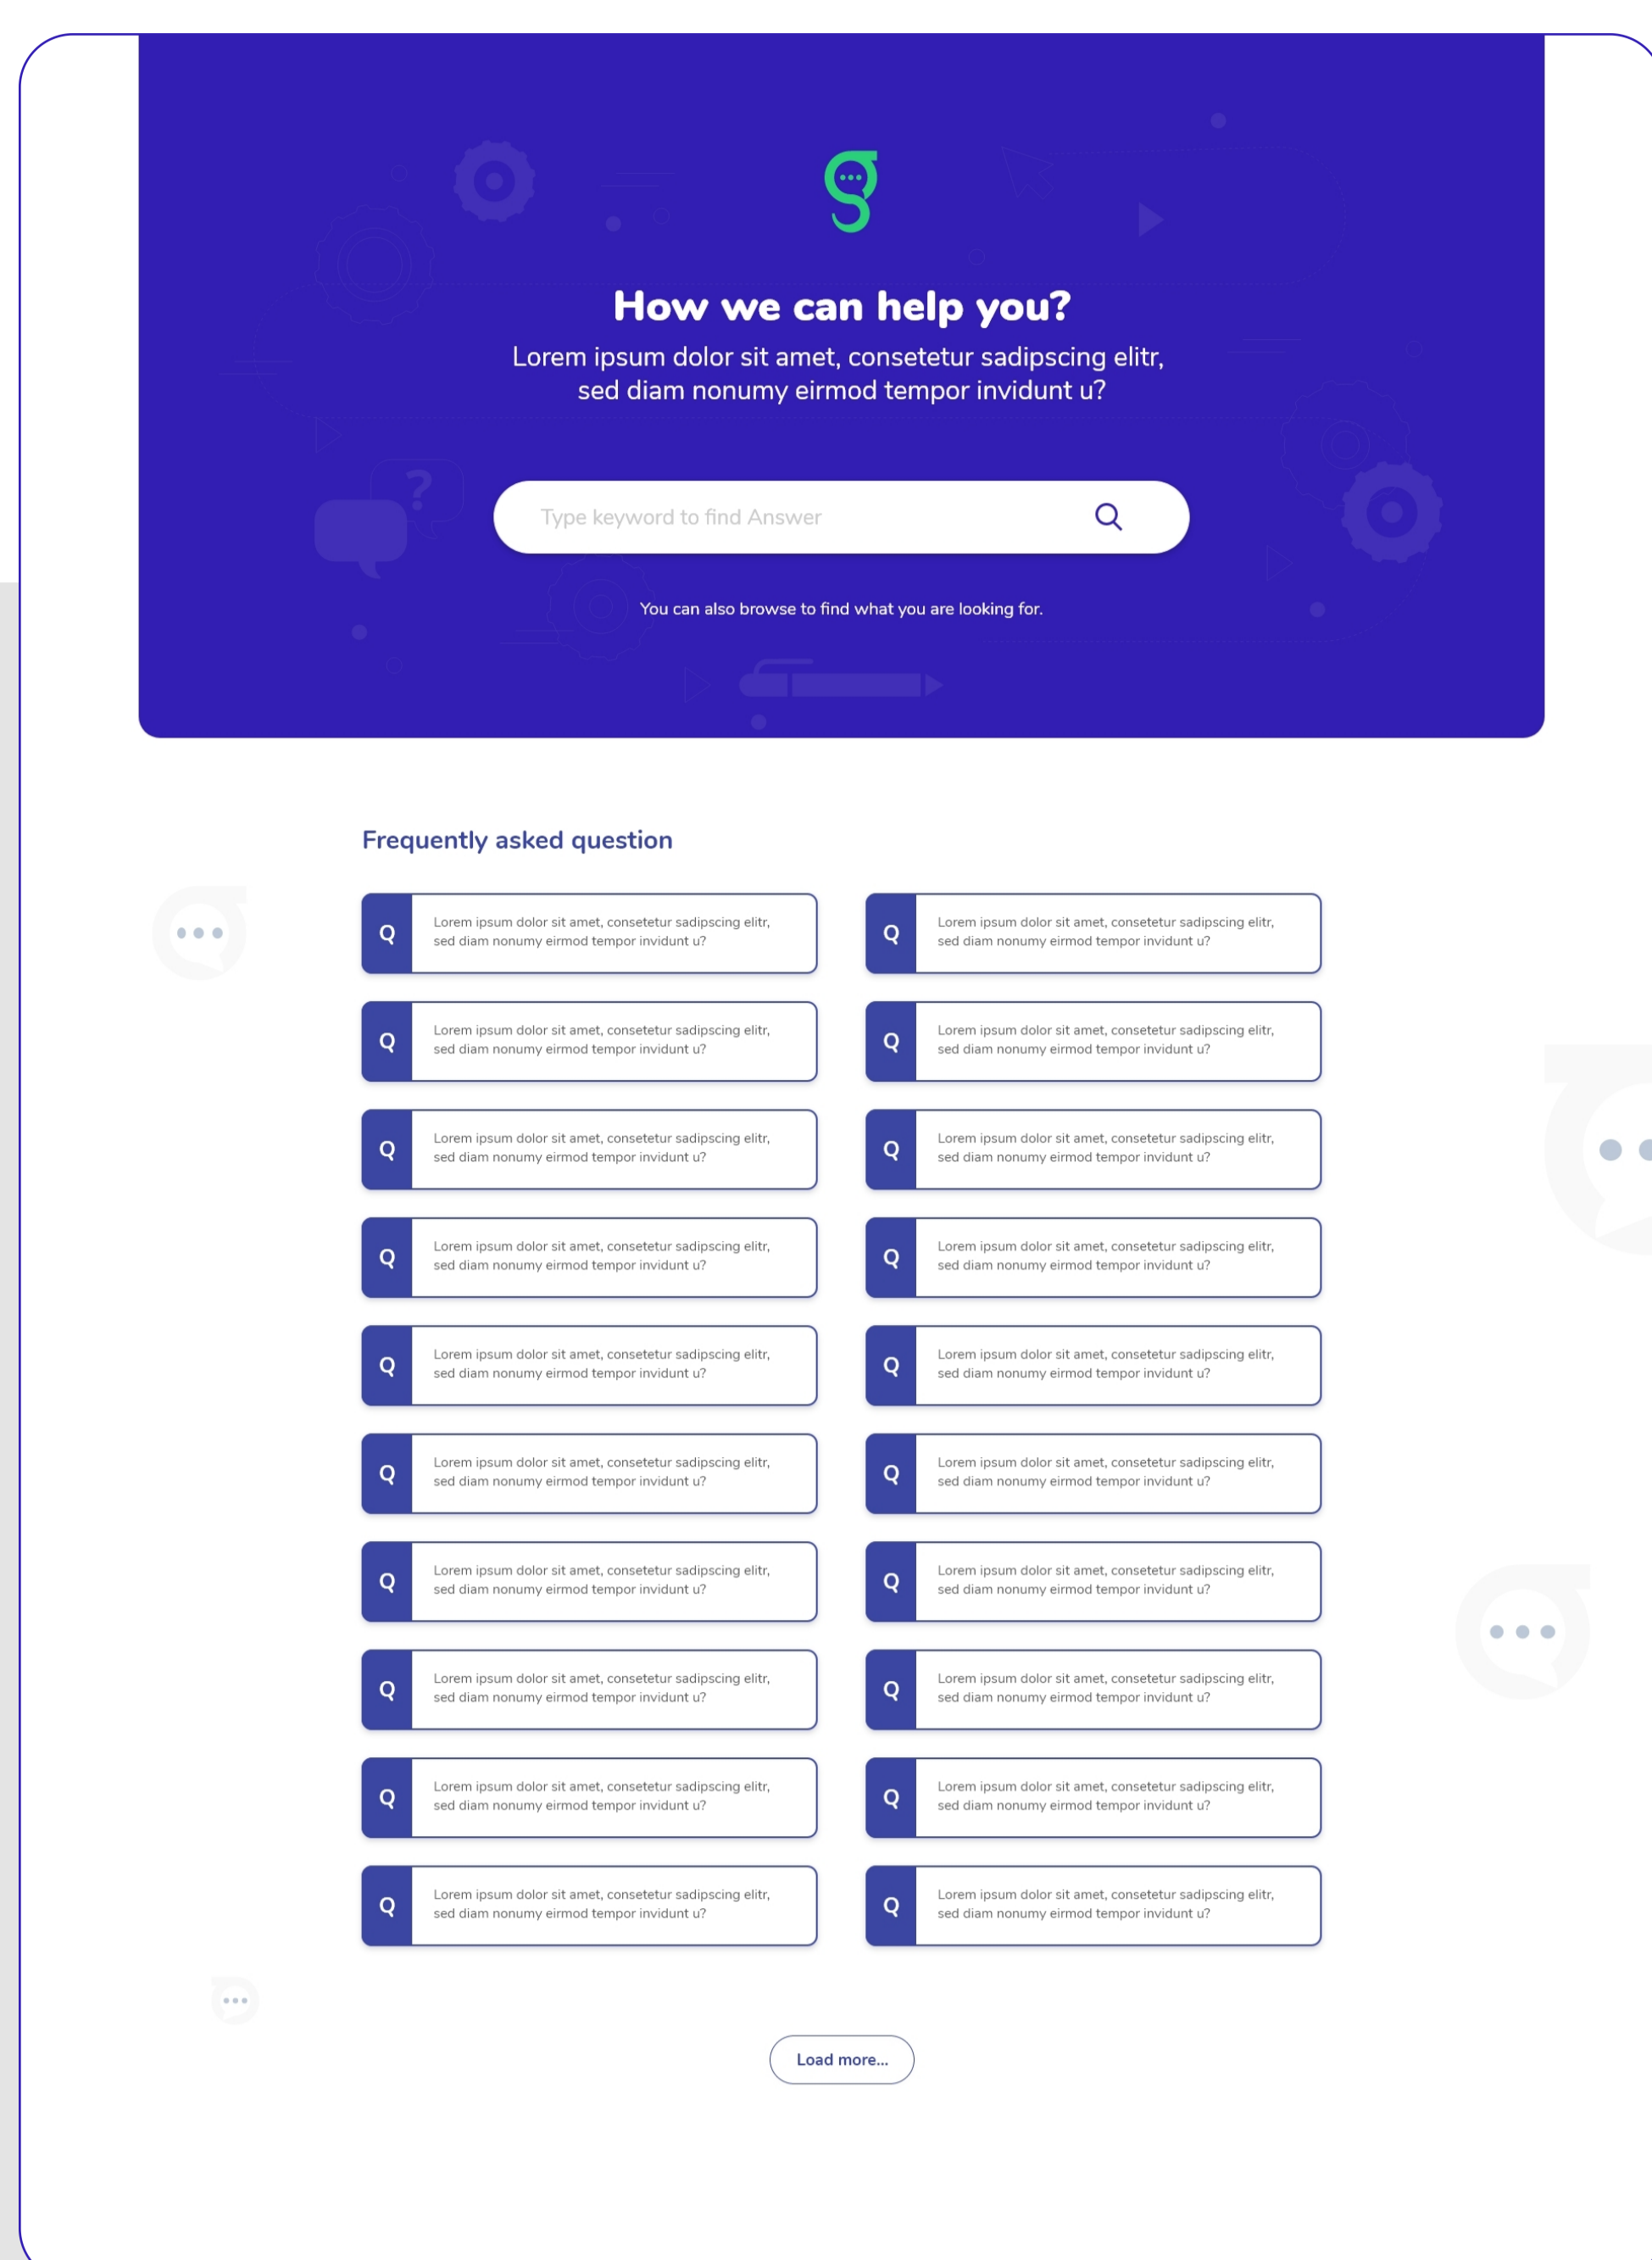 How we can help you?
Lorem ipsum dolor sit amet, consetetur sadipscing elitr,
sed diam nonumy eirmod tempor invidunt u?
?
Type keyword to find Answer
You can also browse to find what you are looking for.
Frequently asked question
Q
Lorem ipsum dolor sit amet, consetetur sadipscing elitr,
sed diam nonumy eirmod tempor invidunt u?
Q
Lorem ipsum dolor sit amet, consetetur sadipscing elitr,
sed diam nonumy eirmod tempor invidunt u?
Q
Lorem ipsum dolor sit amet, consetetur sadipscing elitr,
sed diam nonumy eirmod tempor invidunt u?
Q
Lorem ipsum dolor sit amet, consetetur sadipscing elitr,
sed diam nonumy eirmod tempor invidunt u?
Q
Lorem ipsum dolor sit amet, consetetur sadipscing elitr,
sed diam nonumy eirmod tempor invidunt u?
Q
Lorem ipsum dolor sit amet, consetetur sadipscing elitr,
sed diam nonumy eirmod tempor invidunt u?
Q
Lorem ipsum dolor sit amet, consetetur sadipscing elitr,
sed diam nonumy eirmod tempor invidunt u?
Q
Lorem ipsum dolor sit amet, consetetur sadipscing elitr,
sed diam nonumy eirmod tempor invidunt u?
Q
Lorem ipsum dolor sit amet, consetetur sadipscing elitr,
sed diam nonumy eirmod tempor invidunt u?
Q
Lorem ipsum dolor sit amet, consetetur sadipscing elitr,
sed diam nonumy eirmod tempor invidunt u?
Q
Lorem ipsum dolor sit amet, consetetur sadipscing elitr,
sed diam nonumy eirmod tempor invidunt u?
Q
Lorem ipsum dolor sit amet, consetetur sadipscing elitr,
sed diam nonumy eirmod tempor invidunt u?
Q
Lorem ipsum dolor sit amet, consetetur sadipscing elitr,
sed diam nonumy eirmod tempor invidunt u?
Q
Lorem ipsum dolor sit amet, consetetur sadipscing elitr,
sed diam nonumy eirmod tempor invidunt u?
Q
Lorem ipsum dolor sit amet, consetetur sadipscing elitr,
sed diam nonumy eirmod tempor invidunt u?
Q
Lorem ipsum dolor sit amet, consetetur sadipscing elitr,
sed diam nonumy eirmod tempor invidunt u?
Q
Lorem ipsum dolor sit amet, consetetur sadipscing elitr,
sed diam nonumy eirmod tempor invidunt u?
Q
Lorem ipsum dolor sit amet, consetetur sadipscing elitr,
sed diam nonumy eirmod tempor invidunt u?
Q
Lorem ipsum dolor sit amet, consetetur sadipscing elitr,
sed diam nonumy eirmod tempor invidunt u?
Q
Lorem ipsum dolor sit amet, consetetur sadipscing elitr,
sed diam nonumy eirmod tempor invidunt u?
Load more...